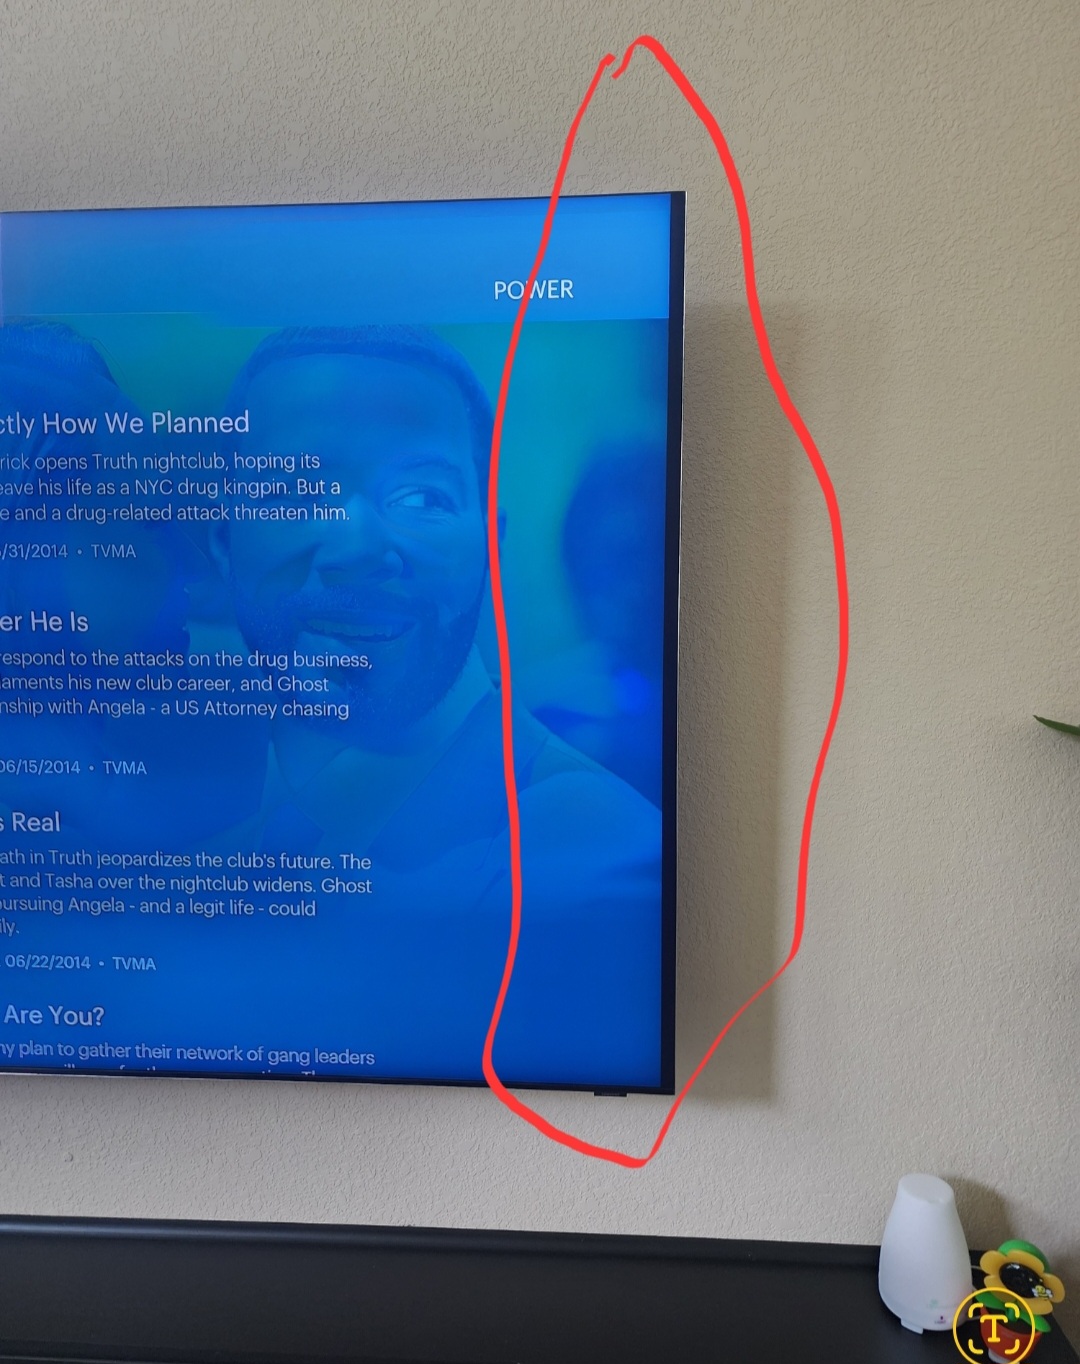 POWER
ctly How We Planned
rick opens Truth nightclub, hoping its
eave his life as a NYC drug kingpin. But a
e and a drug-related attack threaten him.
/31/2014 • TVMA
er He Is
respond to the attacks on the drug business,
laments his new club career, and Ghost
nship with Angela - a US Attorney chasing
06/15/2014 • TVMA
s Real
ath in Truth jeopardizes the club's future. The
t and Tasha over the nightclub widens. Ghost
pursuing Angela - and a legit life - could
ily.
06/22/2014 • TVMA
Are You?
ny plan to gather their network of gang leaders
T